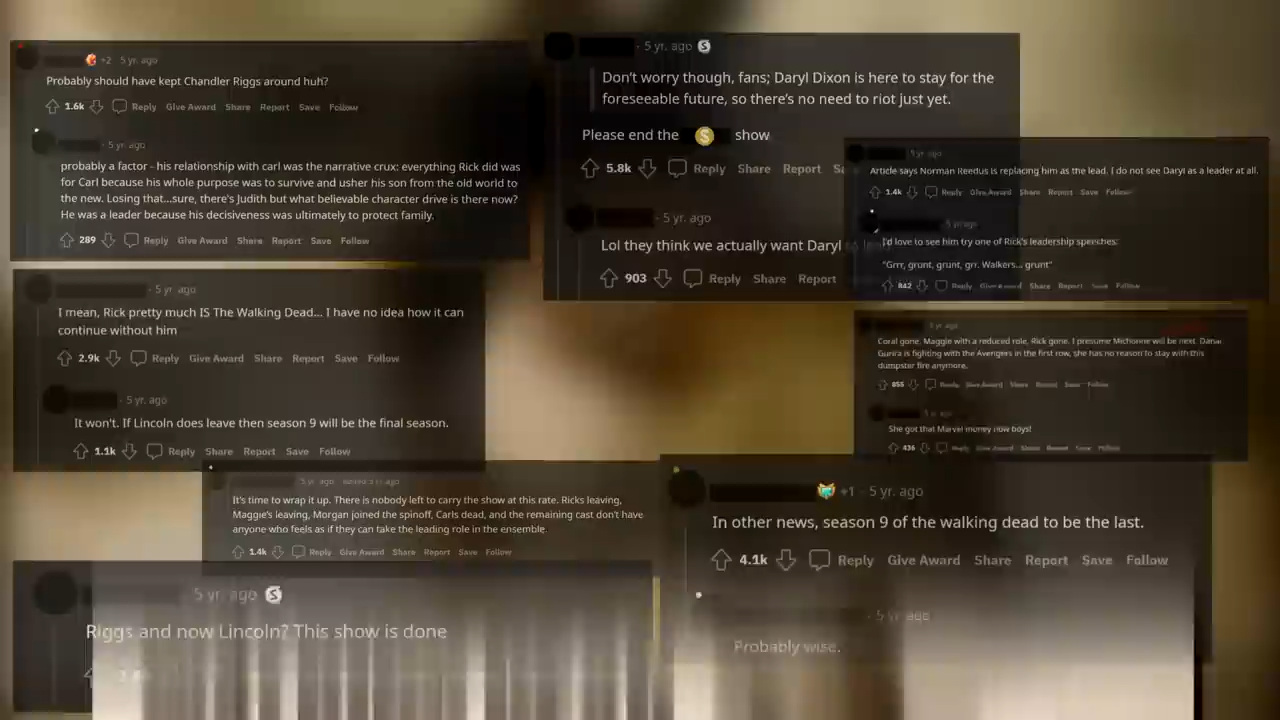 +2 5 yr. ago
Probably should have kept Chandler Riggs around huh?
1.6k Reply Give Award Share Report Save Follow
· 5 yr. ago
probably a factor - his relationship with carl was the narrative crux: everything Rick did was
for Carl because his whole purpose was to survive and usher his son from the old world to
the new. Losing that...sure, there's Judith but what believable character drive is there now?
He was a leader because his decisiveness was ultimately to protect family.
289 Reply Give Award Share Report Save Follow
· 5 yr. ago
I mean, Rick pretty much IS The Walking Dead... I have no idea how it can
continue without him
2.9k Reply Give Award Share Report Save Follow
· 5 yr. ago
It won't. If Lincoln does leave then season 9 will be the final season.
1.1k Reply Give Award Share Report Save Follow
5 yr. ago
It's time to wrap it up. There is nobody left to carry the show at this rate. Ricks leaving,
Maggie's leaving, Morgan joined the spinoff, Carls dead, and the remaining cast don't have
anyone who feels as if they can take the leading role in the ensemble.
1.4k Reply Give Award Share Report Save Follow
5 yr. ago
Riggs and now Lincoln? This show is done
· 5 yr. ago
Don't worry though, fans; Daryl Dixon is here to stay for the
foreseeable future, so there's no need to riot just yet.
Please end the show
5.8k Reply Share Report
· 5 yr. ago
Lol they think we actually want Daryl
903 Reply Share Report
5 yr. ago
Article says Norman Reedus is replacing him as the lead. I do not see Daryl as a leader at all.
1.4k Reply Give Award Share Report Save Follow
5 yr. ago
I'd love to see him try one of Rick's leadership speeches:
"Grrr, grunt, grunt, grr. Walkers... grunt"
842 Reply Give Award Share Report Save Follow
5 yr. ago
Coral gone. Maggie with a reduced role, Rick gone. I presume Michonne will be next. Danai
Gurira is fighting with the Avengers in the first row, she has no reason to stay with this
dumpster fire anymore.
855 Reply Give Award Share Report Save Follow
5 yr. ago
She got that Marvel money now boys!
436 Reply Give Award Share Report Save Follow
+1 · 5 yr. ago
In other news, season 9 of the walking dead to be the last.
4.1k Reply Give Award Share Report Save Follow
· 5 yr. ago
Probably wise.